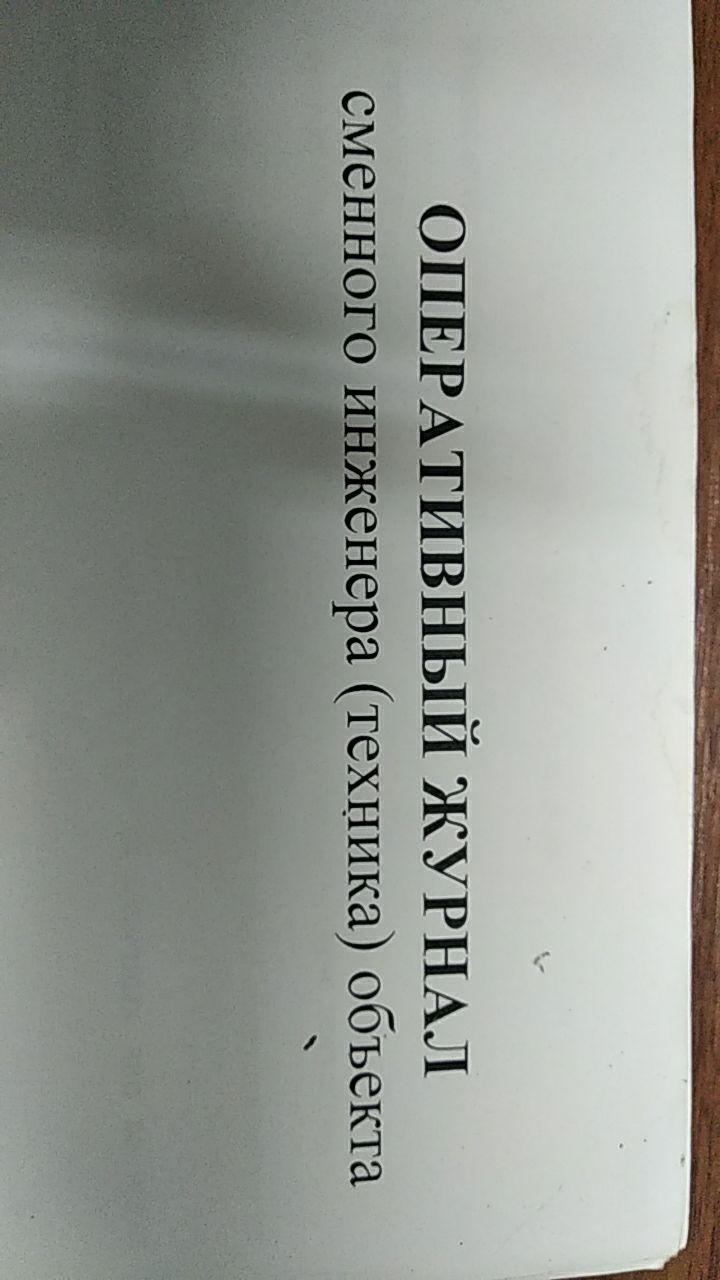 ОПЕРАТИВНЫЙ ЖУРНАЛ
сменного инженера (техника) объекта